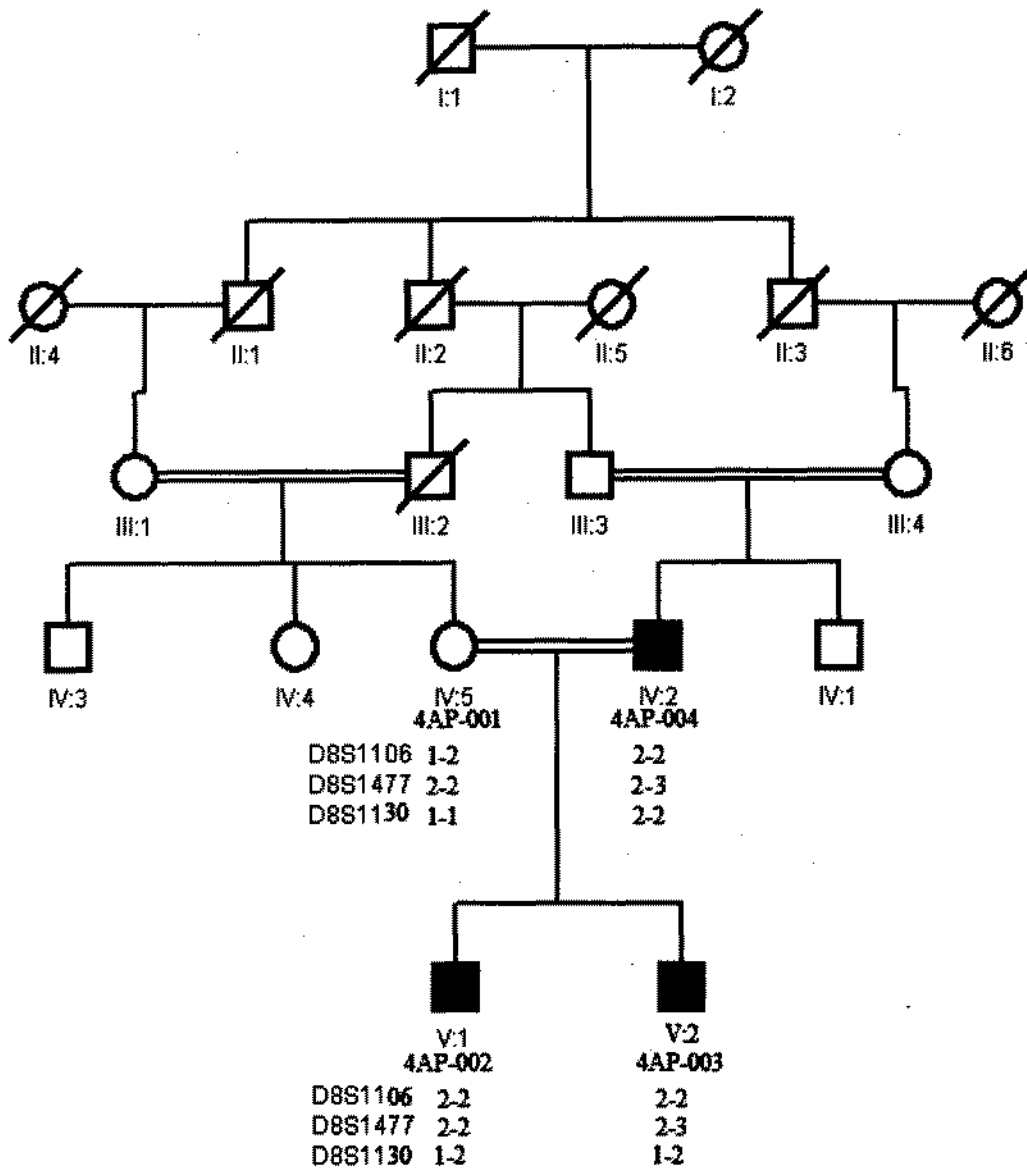 I:1 I:2
II:4 II:1 II:2 II:5 II:3 II:6
III:1 III:2 III:3 III:4
IV:3 IV:4 IV:5 IV:2 IV:1
4AP-001 4AP-004
D8S1106 1-2 2-2
D8S1477 2-2 2-3
D8S1130 1-1 2-2
V:1 V:2
4AP-002 4AP-003
D8S1106 2-2 2-2
D8S1477 2-2 2-3
D8S1130 1-2 1-2